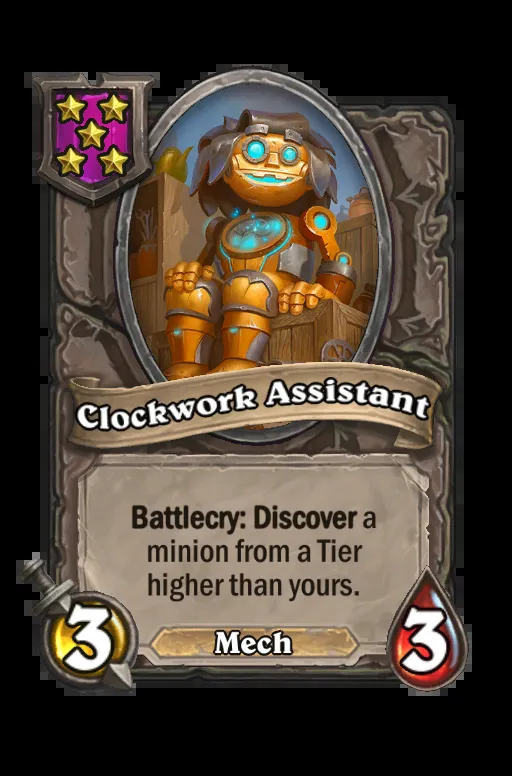 Clockwork Assistant
Battlecry: Discover a
minion from a Tier
higher than yours.
3
Mech
3